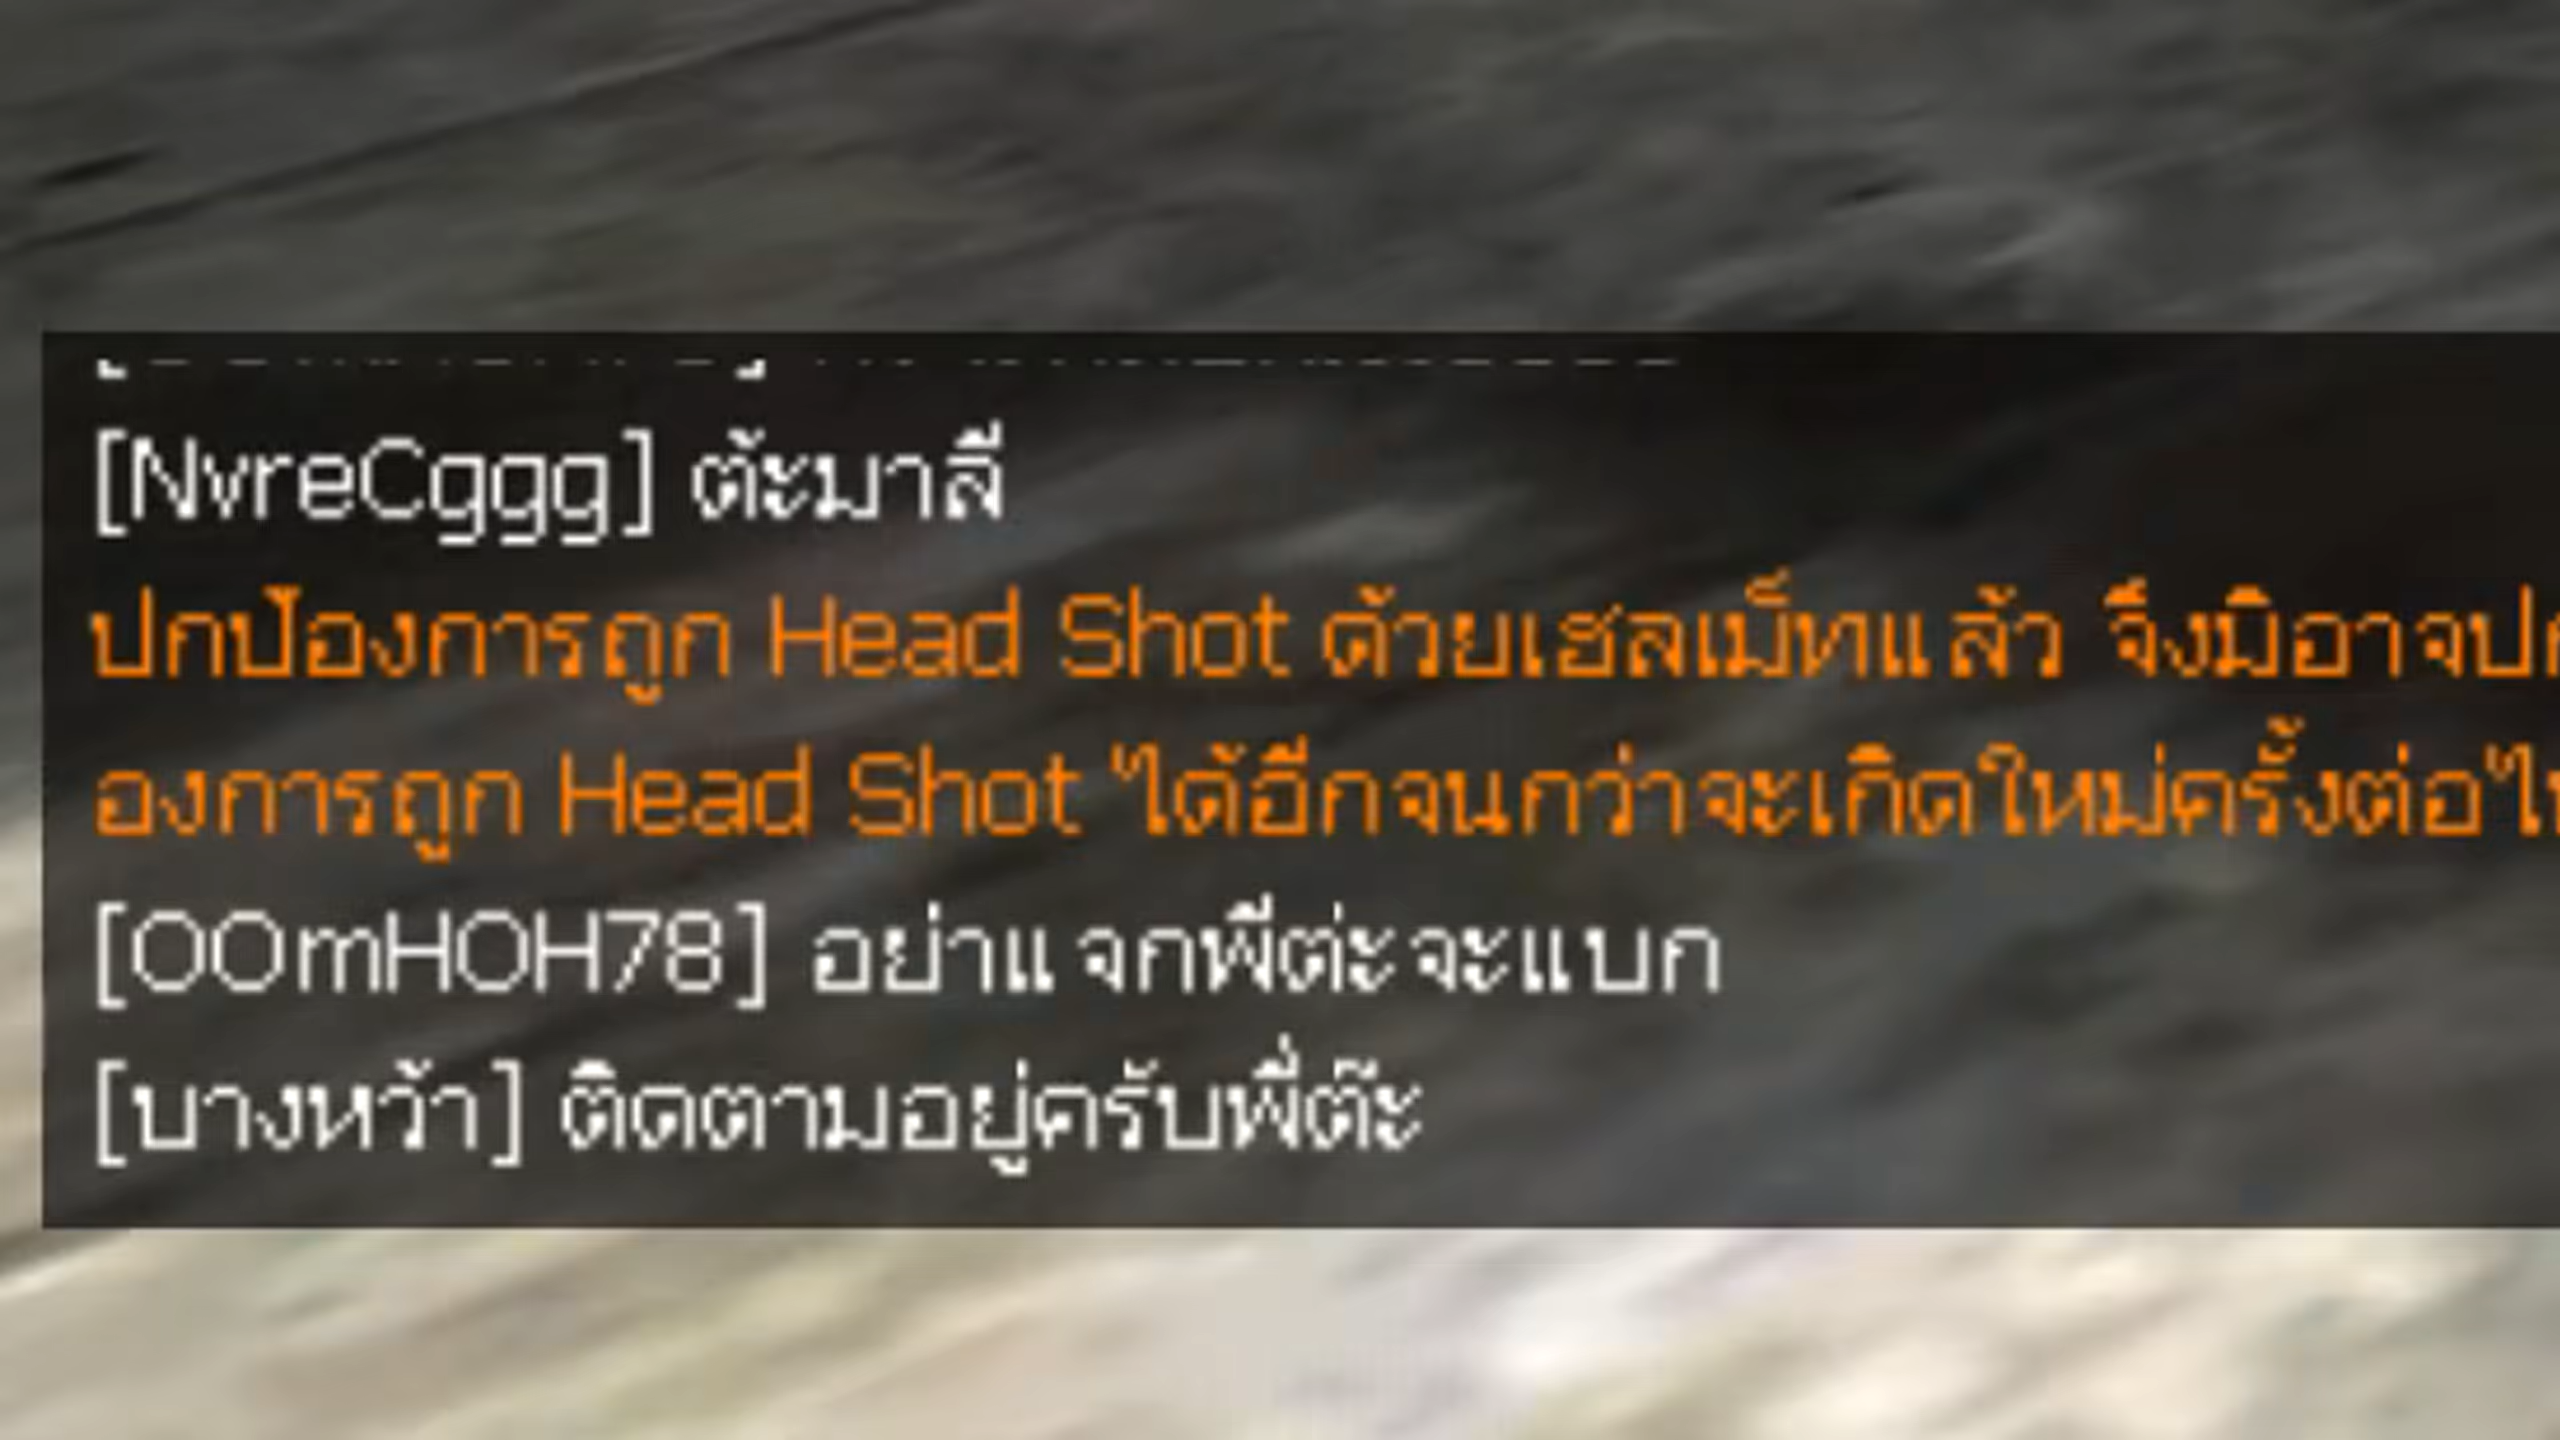 [NvreCggg] ต้ะมาลี
ปกป้องการถูก Head Shot ด้วยเฮลเม็ทแล้ว จึงมิอาจปก
องการถูก Head Shot ได้อีกจนกว่าจะเกิดใหม่ครั้งต่อไป
[OOmHOH78] อย่าแจกพี่ต่ะจะแบก
[บางหว้า] ติดตามอยู่ครับพี่ต๊ะ